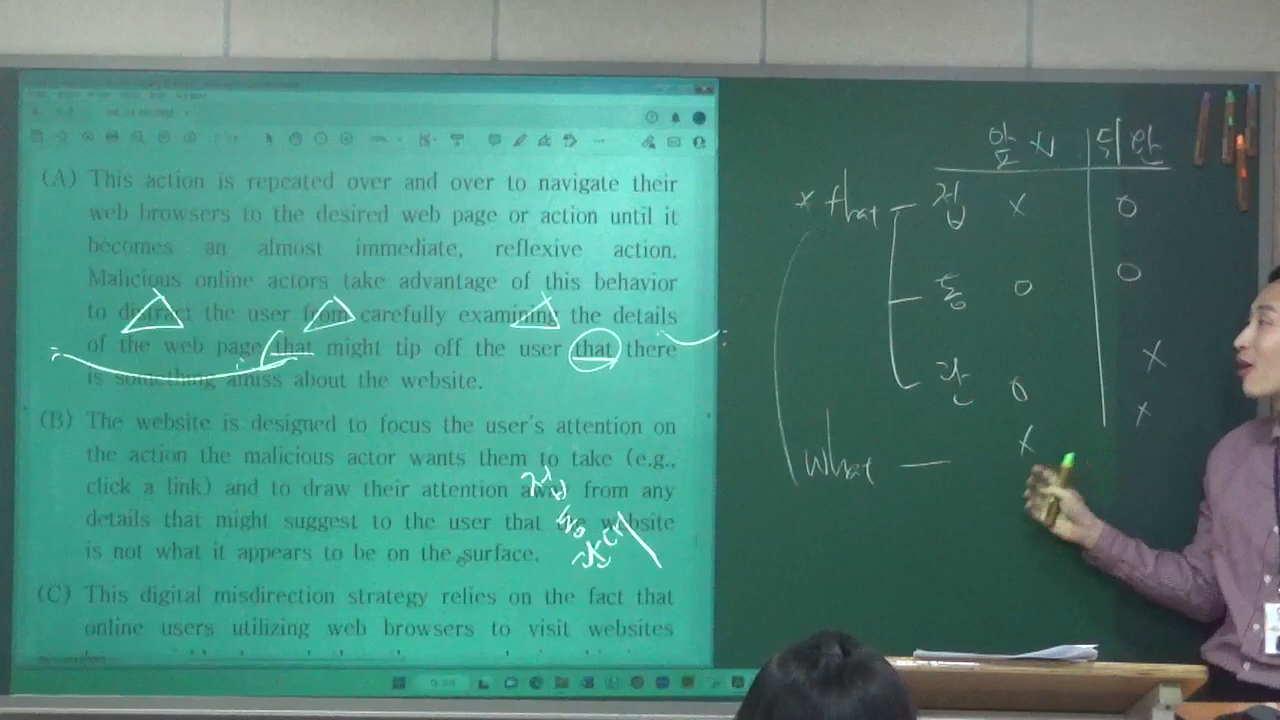 (A) This action is repeated over and over to navigate their
web browsers to the desired web page or action until it
becomes an almost immediate, reflexive action.
Malicious online actors take advantage of this behavior
to distract the user from carefully examining the details
of the web page that might tip off the user that there
is something amiss about the website.
(B) The website is designed to focus the user's attention on
the action the malicious actor wants them to take (e.g.,
click a link) and to draw their attention away from any
details that might suggest to the user that the website
is not what it appears to be on the surface.
(C) This digital misdirection strategy relies on the fact that
online users utilizing web browsers to visit websites
앞 X
x that 접 X O
동 O O
관 O X
what — X X